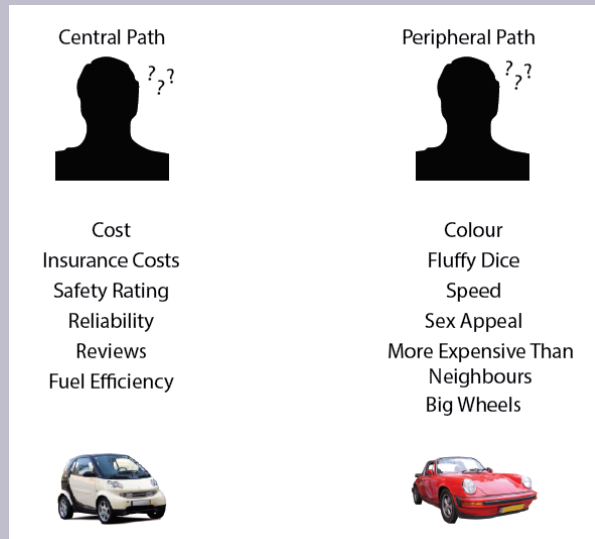 Central Path
???
Cost
Insurance Costs
Safety Rating
Reliability
Reviews
Fuel Efficiency
Peripheral Path
???
Colour
Fluffy Dice
Speed
Sex Appeal
More Expensive Than
Neighbours
Big Wheels